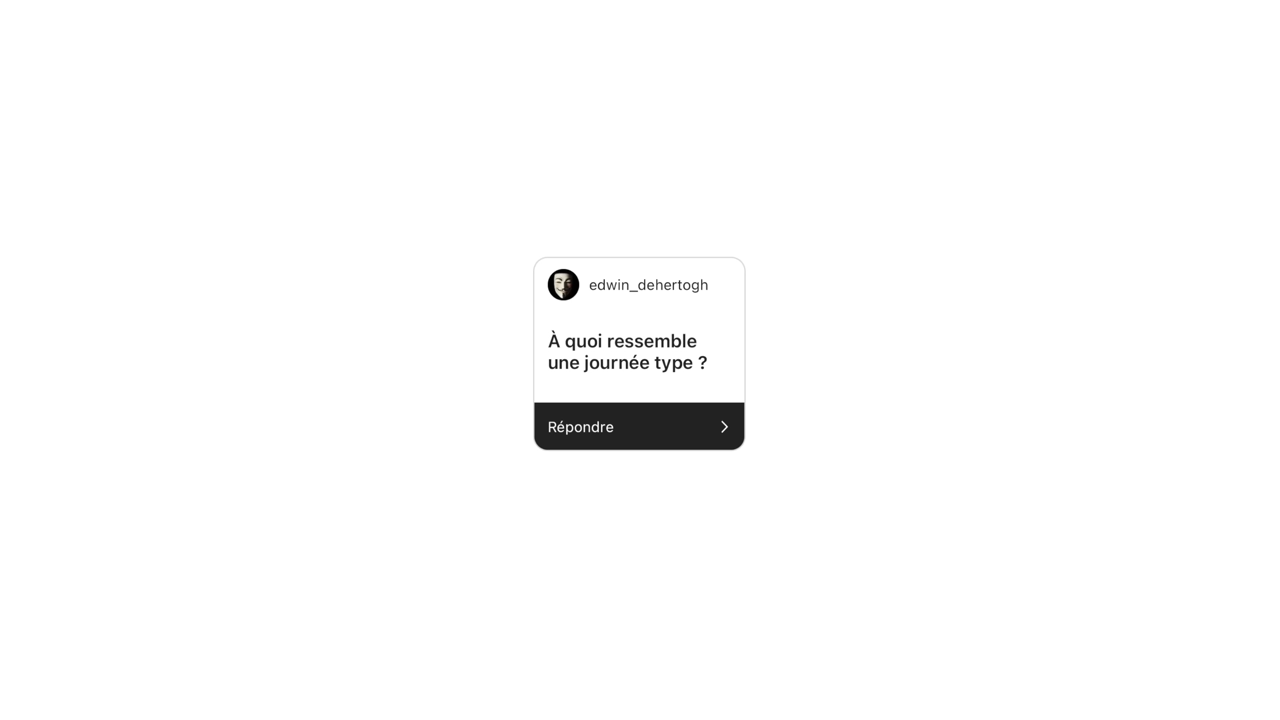 edwin_dehertogh
À quoi ressemble
une journée type ?
Répondre